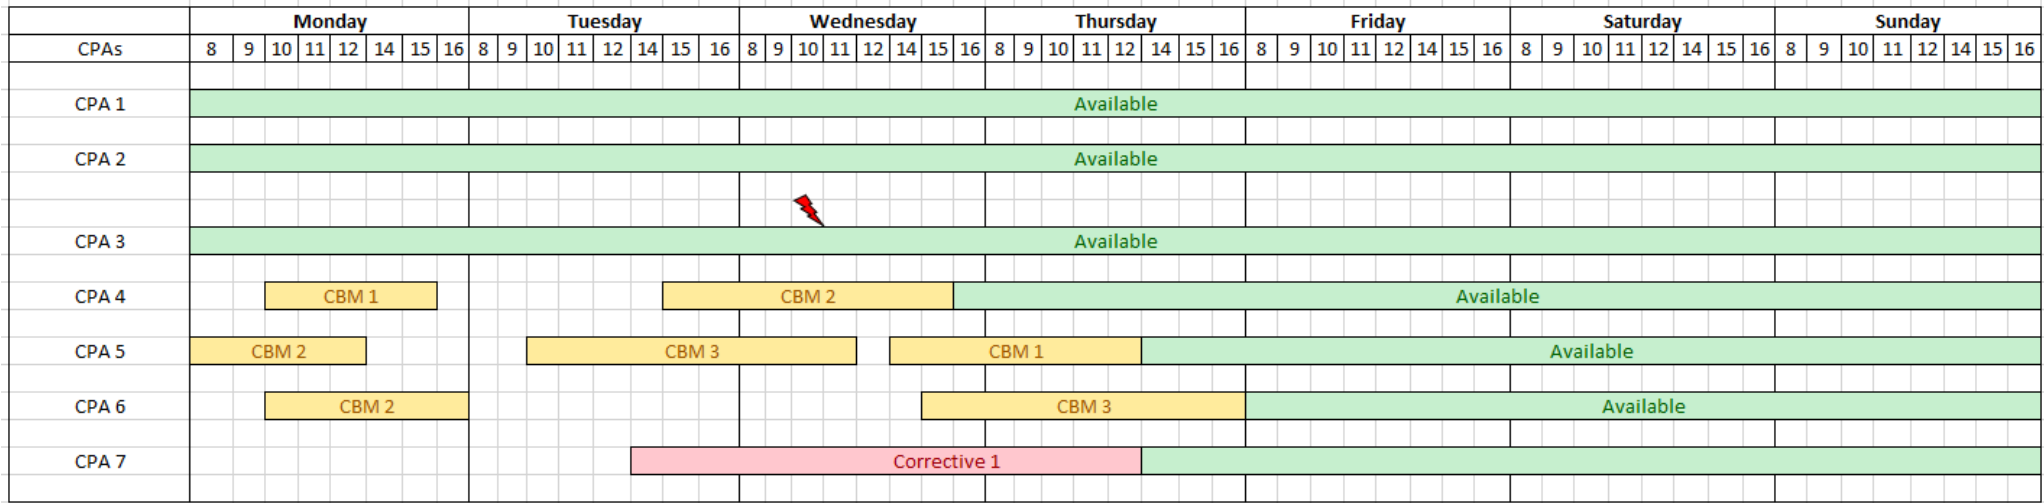 Monday Tuesday Wednesday Thursday Friday Saturday Sunday
CPAs 8 9 10 11 12 14 15 16 8 9 10 11 12 14 15 16 8 9 10 11 12 14 15 16 8 9 10 11 12 14 15 16 8 9 10 11 12 14 15 16 8 9 10 11 12 14 15 16 8 9 10 11 12 14 15 16
CPA 1 Available
CPA 2 Available
CPA 3 Available
CPA 4 CBM 1 CBM 2 Available
CPA 5 CBM 2 CBM 3 CBM 1 Available
CPA 6 CBM 2 CBM 3 Available
CPA 7 Corrective 1